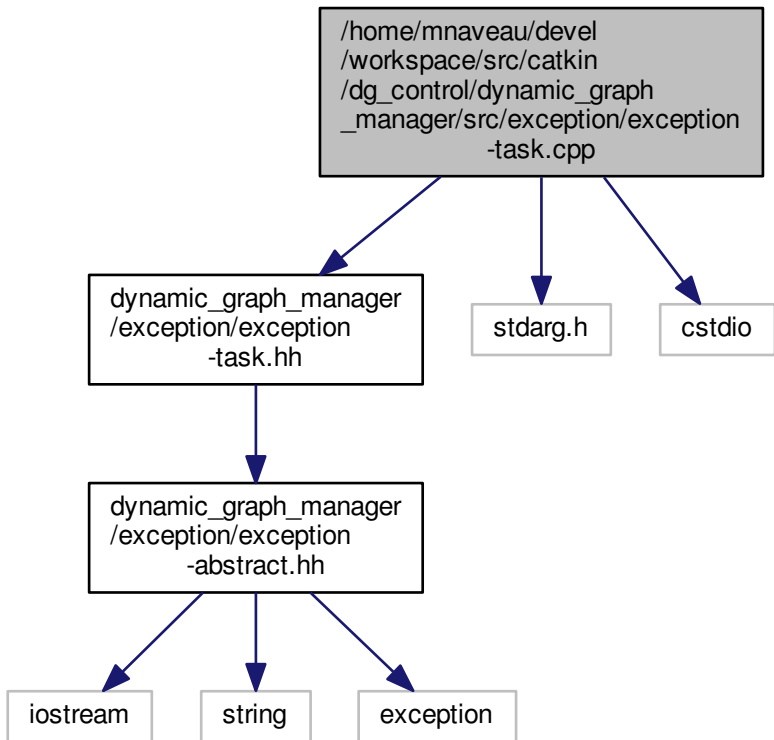 /home/mnaveau/devel
/workspace/src/catkin
/dg_control/dynamic_graph
_manager/src/exception/exception
-task.cpp
dynamic_graph_manager
/exception/exception
-task.hh
stdarg.h
cstdio
dynamic_graph_manager
/exception/exception
-abstract.hh
iostream
string
exception